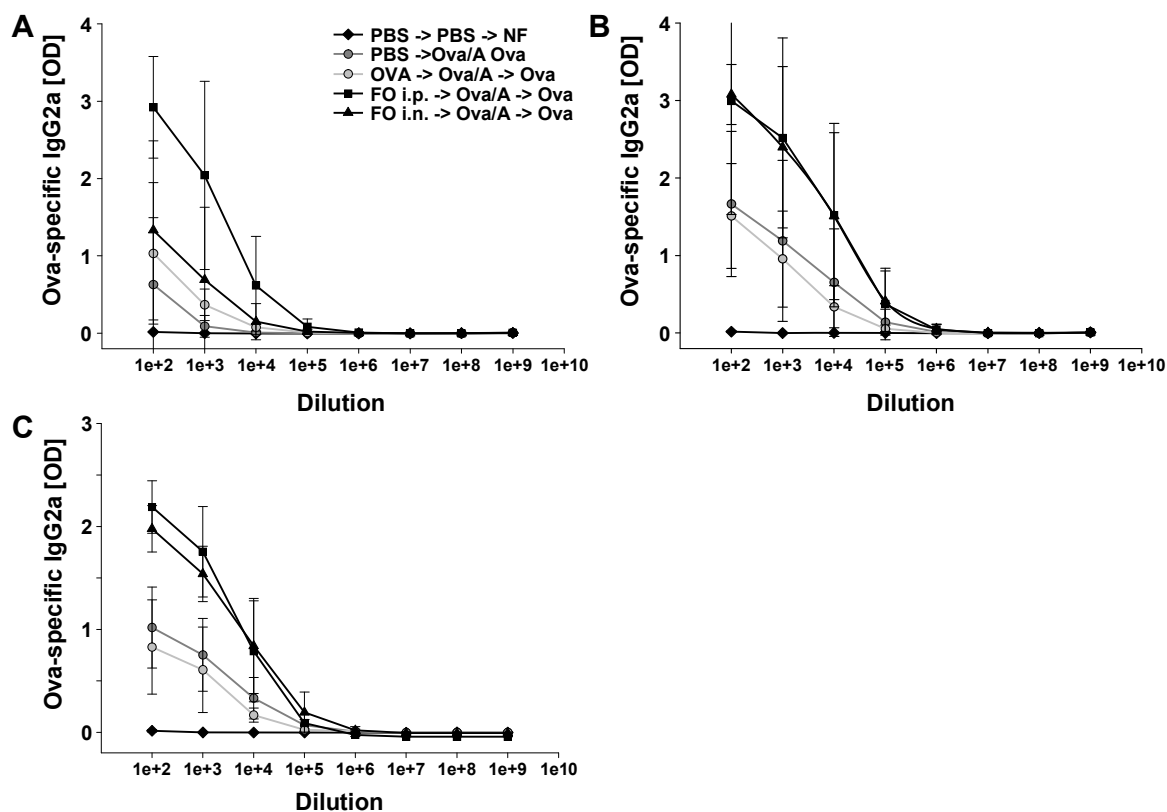 A
Ova-specific IgG2a [OD]
4
3
2
1
0
PBS -> PBS -> NF
PBS ->Ova/A Ova
OVA -> Ova/A -> Ova
FO i.p. -> Ova/A -> Ova
FO i.n. -> Ova/A -> Ova
1e+2 1e+3 1e+4 1e+5 1e+6 1e+7 1e+8 1e+9 1e+10
Dilution
B
Ova-specific IgG2a [OD]
4
3
2
1
0
1e+2 1e+3 1e+4 1e+5 1e+6 1e+7 1e+8 1e+9 1e+10
Dilution
C
Ova-specific IgG2a [OD]
3
2
1
0
1e+2 1e+3 1e+4 1e+5 1e+6 1e+7 1e+8 1e+9 1e+10
Dilution